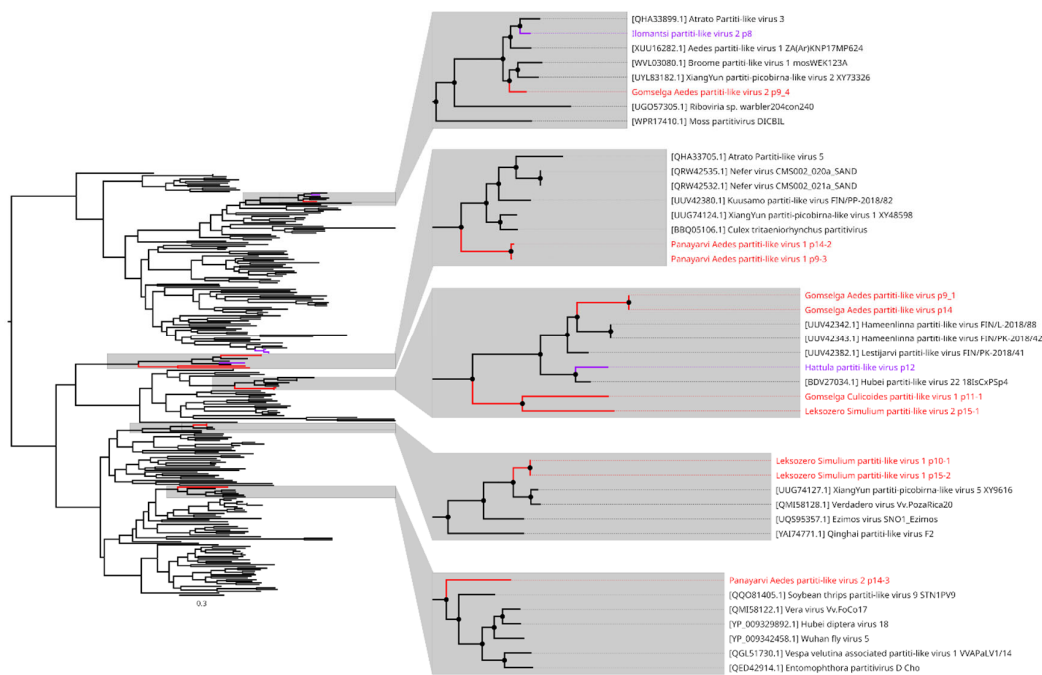 [QHA33899.1] Atrato Partiti-like virus 3
Ilomantsi partiti-like virus 2 p8
[XUU16282.1] Aedes partiti-like virus 1 ZA(Ar)KNP17MP624
[WVL03080.1] Broome partiti-like virus 1 mosWEK123A
[UYL83182.1] XiangYun partiti-picobirna-like virus 2 XY73326
Gomselga Aedes partiti-like virus 2 p9_4
[UGO57305.1] Riboviria sp. warbler204con240
[WPR17410.1] Moss partitivirus DICBIL
[QHA33705.1] Atrato Partiti-like virus 5
[QRW42535.1] Nefer virus CMS002_020a_SAND
[QRW42532.1] Nefer virus CMS002_021a_SAND
[UUV42380.1] Kuusamo partiti-like virus FIN/PP-2018/82
[UUG74124.1] XiangYun partiti-picobirna-like virus 1 XY48598
[BBQ05106.1] Culex tritaeniorhynchus partitivirus
Panayarvi Aedes partiti-like virus 1 p14-2
Panayarvi Aedes partiti-like virus 1 p9-3
Gomselga Aedes partiti-like virus p9_1
Gomselga Aedes partiti-like virus p14
[UUV42342.1] Hameenlinna partiti-like virus FIN/L-2018/88
[UUV42343.1] Hameenlinna partiti-like virus FIN/PK-2018/42
[UUV42382.1] Lestijarvi partiti-like virus FIN/PK-2018/41
Hattula partiti-like virus p12
[BDV27034.1] Hubei partiti-like virus 22 18IsCxPSp4
Gomselga Culicoides partiti-like virus 1 p11-1
Leksozero Simulium partiti-like virus 2 p15-1
Leksozero Simulium partiti-like virus 1 p10-1
Leksozero Simulium partiti-like virus 1 p15-2
[UUG74127.1] XiangYun partiti-picobirna-like virus 5 XY9616
[QMI58128.1] Verdadero virus Vv.PozaRica20
[UQS95357.1] Ezimos virus SNO1_Ezimos
[YAI74771.1] Qinghai partiti-like virus F2
Panayarvi Aedes partiti-like virus 2 p14-3
[QQO81405.1] Soybean thrips partiti-like virus 9 STN1PV9
[QMI58122.1] Vera virus Vv.FoCo17
[YP_009329892.1] Hubei diptera virus 18
[YP_009342458.1] Wuhan fly virus 5
[QGL51730.1] Vespa velutina associated partiti-like virus 1 VVAPaLV1/14
[QED42914.1] Entomophthora partitivirus D Cho
0.3